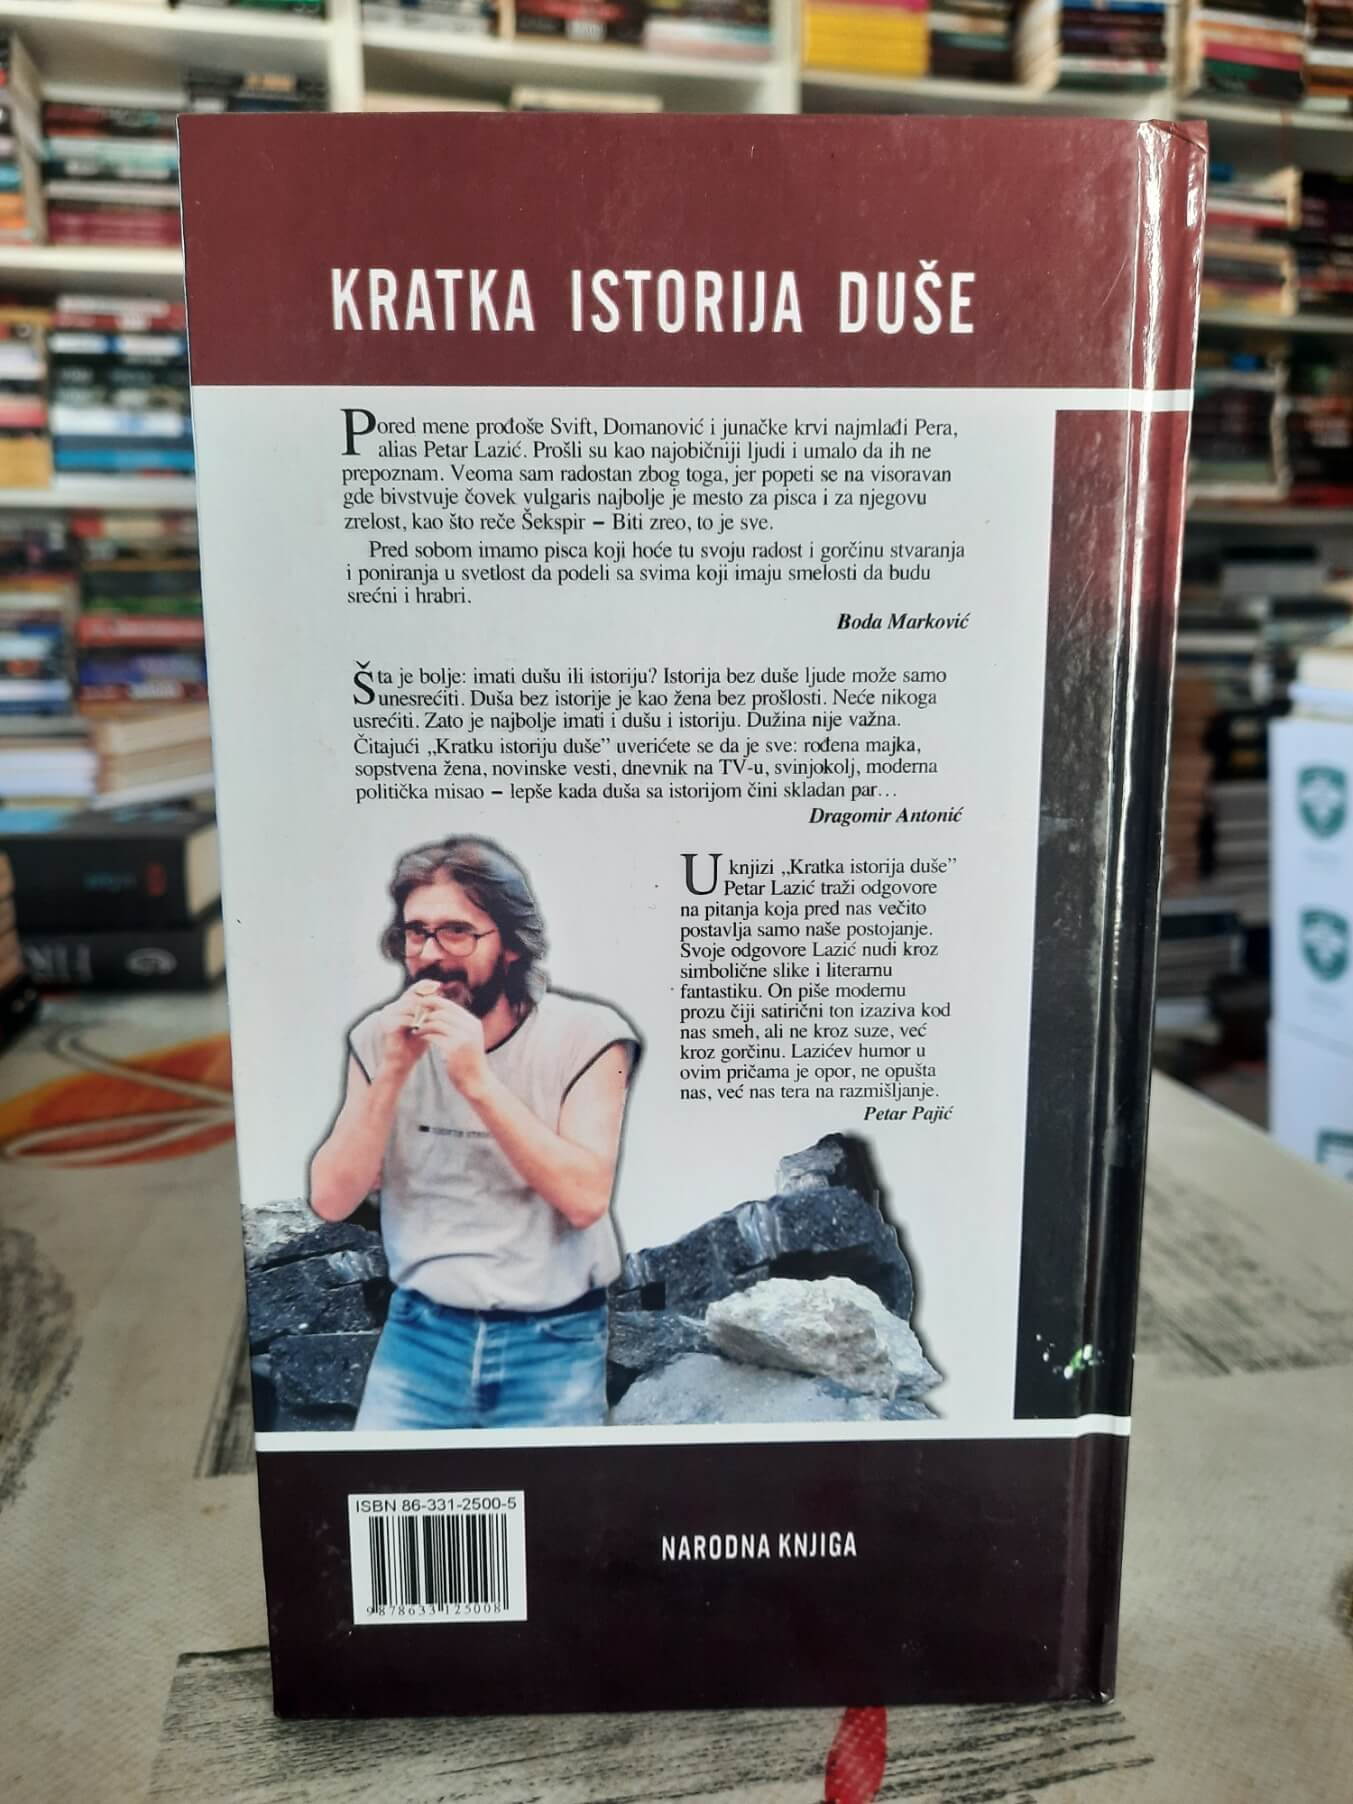 KRATKA ISTORIJA DUŠE
Pored mene prođoše Svift, Domanović i junačke krvi najmlađi Pera,
alias Petar Lazić. Prošli su kao najobičniji ljudi i umalo da ih ne
prepoznam. Veoma sam radostan zbog toga, jer popeti se na visoravan
gde bivstvuje čovek vulgaris najbolje je mesto za pisca i za njegovu
zrelost, kao što reče Šekspir – Biti zreo, to je sve.
Pred sobom imamo pisca koji hoće tu svoju radost i gorčinu stvaranja
i poniranja u svetlost da podeli sa svima koji imaju smelosti da budu
srećni i hrabri.
Boda Marković
Šta je bolje: imati dušu ili istoriju? Istorija bez duše ljude može samo
unesrećiti. Duša bez istorije je kao žena bez prošlosti. Neće nikoga
usrećiti. Zato je najbolje imati i dušu i istoriju. Dužina nije važna.
Čitajući „Kratku istoriju duše” uverićete se da je sve: rođena majka,
sopstvena žena, novinske vesti, dnevnik na TV-u, svinjokolj, moderna
politička misao – lepše kada duša sa istorijom čini skladan par…
Dragomir Antonić
U knjizi „Kratka istorija duše”
Petar Lazić traži odgovore
na pitanja koja pred nas večito
postavlja samo naše postojanje.
Svoje odgovore Lazić nudi kroz
simbolične slike i literarnu
fantastiku. On piše modernu
prozu čiji satirični ton izaziva kod
nas smeh, ali ne kroz suze, već
kroz gorčinu. Lazićev humor u
ovim pričama je opor, ne opušta
nas, već nas tera na razmišljanje.
Petar Pajić
ISBN 86-331-2500-5
9 788633 125008
NARODNA KNJIGA